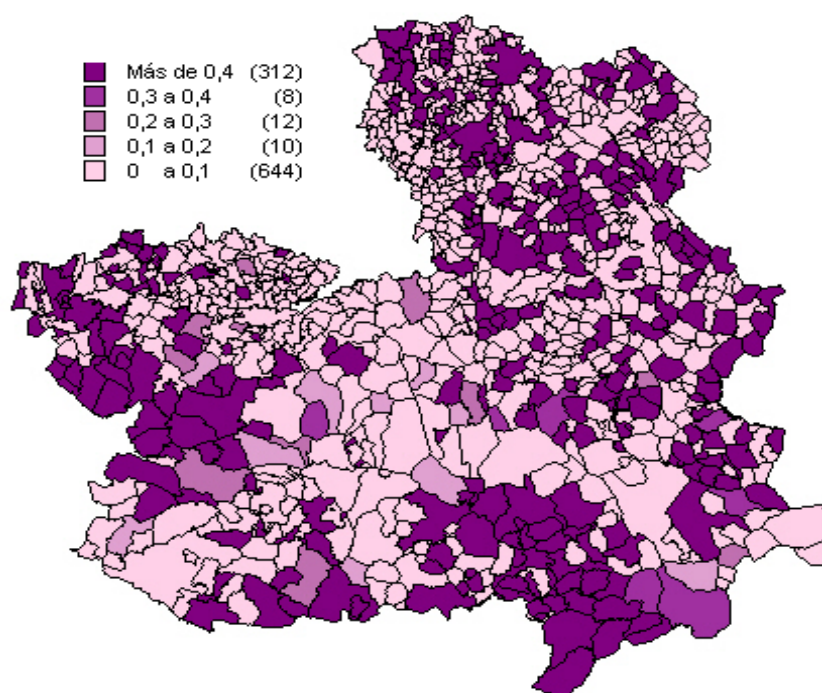 Más de 0,4 (312)
0,3 a 0,4 (8)
0,2 a 0,3 (12)
0,1 a 0,2 (10)
0 a 0,1 (644)